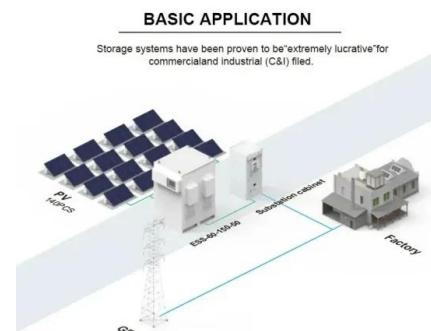 BASIC APPLICATION
Storage systems have been proven to be"extremely lucrative"for
commercialand industrial (C&I) filed.
PV
140PCS
ESS-60-150-50
Substation cabinet
Factory